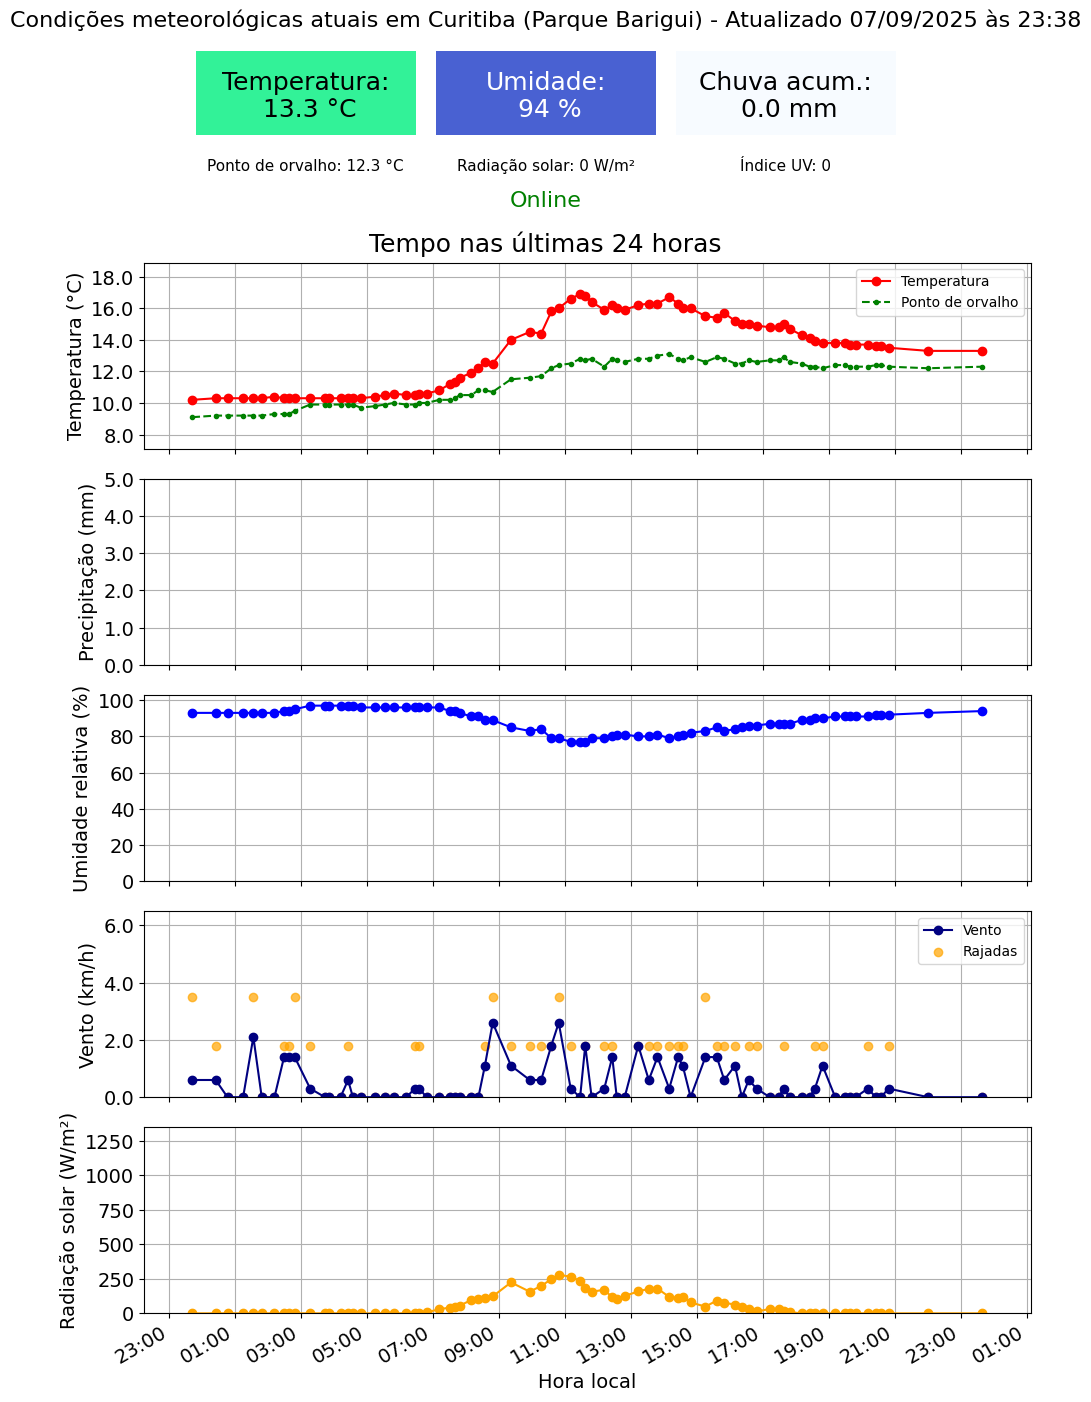 Condições meteorológicas atuais em Curitiba (Parque Barigui) - Atualizado 07/09/2025 às 23:38
Temperatura:
13.3 °C
Umidade:
94 %
Chuva acum.:
0.0 mm
Ponto de orvalho: 12.3 °C
Radiação solar: 0 W/m²
Índice UV: 0
Online
Tempo nas últimas 24 horas
Temperatura (°C)
18.0
16.0
14.0
12.0
10.0
8.0
Temperatura
Ponto de orvalho
Precipitação (mm)
5.0
4.0
3.0
2.0
1.0
0.0
Umidade relativa (%)
100
80
60
40
20
0
Vento (km/h)
6.0
4.0
2.0
0.0
Vento
Rajadas
Radiação solar (W/m²)
1250
1000
750
500
250
0
23:00
01:00
03:00
05:00
07:00
09:00
11:00
13:00
15:00
17:00
19:00
21:00
23:00
01:00
Hora local